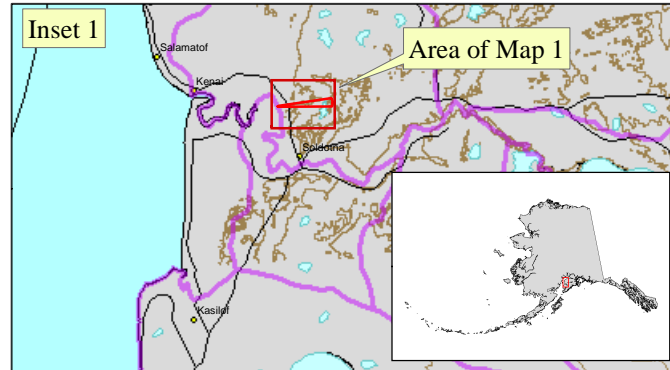 Inset 1
Area of Map 1
Salamatof
Kenai
Soldotna
Kasilof